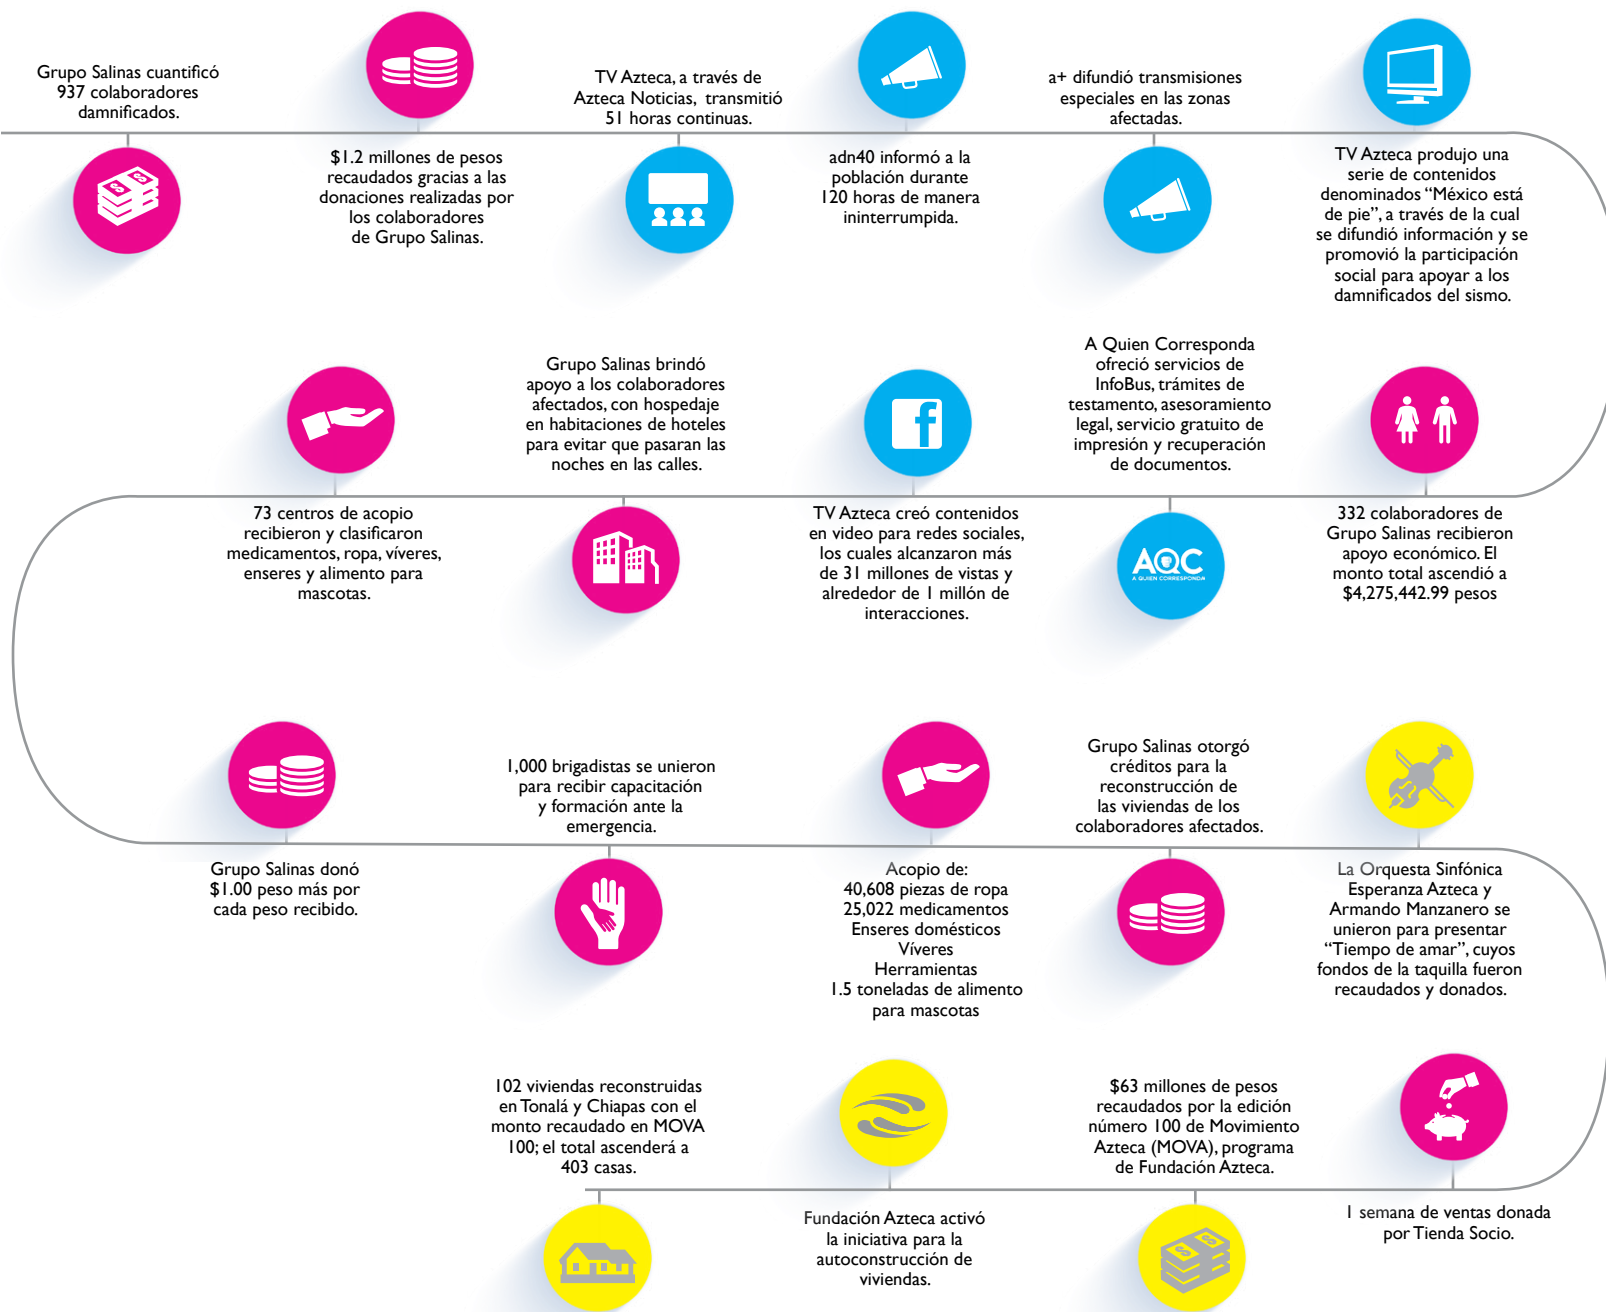 Grupo Salinas cuantificó
937 colaboradores
damnificados.
$1.2 millones de pesos
recaudados gracias a las
donaciones realizadas por
los colaboradores
de Grupo Salinas.
TV Azteca, a través de
Azteca Noticias, transmitió
51 horas continuas.
adn40 informó a la
población durante
120 horas de manera
ininterrumpida.
a+ difundió transmisiones
especiales en las zonas
afectadas.
TV Azteca produjo una
serie de contenidos
denominados “México está
de pie”, a través de la cual
se difundió información y se
promovió la participación
social para apoyar a los
damnificados del sismo.
332 colaboradores de
Grupo Salinas recibieron
apoyo económico. El
monto total ascendió a
$4,275,442.99 pesos
A Quien Corresponda
ofreció servicios de
InfoBus, trámites de
testamento, asesoramiento
legal, servicio gratuito de
impresión y recuperación
de documentos.
AQC
A QUIEN CORRESPONDA
f
TV Azteca creó contenidos
en video para redes sociales,
los cuales alcanzaron más
de 31 millones de vistas y
alrededor de 1 millón de
interacciones.
Grupo Salinas brindó
apoyo a los colaboradores
afectados, con hospedaje
en habitaciones de hoteles
para evitar que pasaran las
noches en las calles.
73 centros de acopio
recibieron y clasificaron
medicamentos, ropa, víveres,
enseres y alimento para
mascotas.
Grupo Salinas donó
$1.00 peso más por
cada peso recibido.
1,000 brigadistas se unieron
para recibir capacitación
y formación ante la
emergencia.
Acopio de:
40,608 piezas de ropa
25,022 medicamentos
Enseres domésticos
Víveres
Herramientas
1.5 toneladas de alimento
para mascotas
Grupo Salinas otorgó
créditos para la
reconstrucción de
las viviendas de los
colaboradores afectados.
La Orquesta Sinfónica
Esperanza Azteca y
Armando Manzanero se
unieron para presentar
“Tiempo de amar”, cuyos
fondos de la taquilla fueron
recaudados y donados.
1 semana de ventas donada
por Tienda Socio.
$63 millones de pesos
recaudados por la edición
número 100 de Movimiento
Azteca (MOVA), programa
de Fundación Azteca.
Fundación Azteca activó
la iniciativa para la
autoconstrucción de
viviendas.
102 viviendas reconstruidas
en Tonalá y Chiapas con el
monto recaudado en MOVA
100; el total ascenderá a
403 casas.